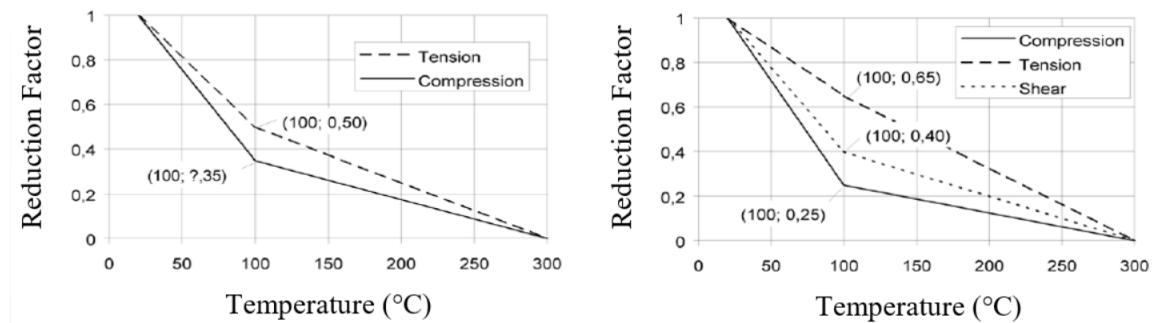 Reduction Factor
1
0,8
0,6
0,4
0,2
0
Tension
Compression
(100; 0,50)
(100; ?,35)
0 50 100 150 200 250 300
Temperature (°C)
Reduction Factor
1
0,8
0,6
0,4
0,2
0
Compression
Tension
Shear
(100; 0,65)
(100; 0,40)
(100; 0,25)
0 50 100 150 200 250 300
Temperature (°C)